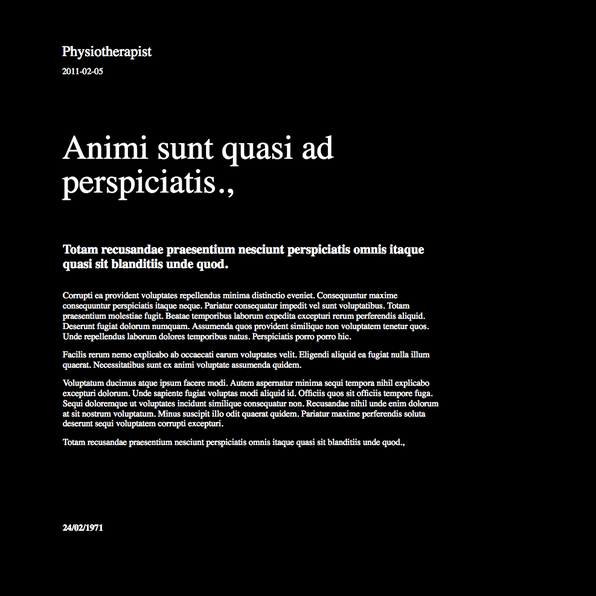 Physiotherapist
2011-02-05
Animi sunt quasi ad
perspiciatis.,
Totam recusandae praesentium nesciunt perspiciatis omnis itaque
quasi sit blanditiis unde quod.
Corrupti ea provident voluptates repellendus minima distinctio eveniet. Consequuntur maxime
consequuntur perspiciatis itaque neque. Pariatur consequatur impedit vel sunt voluptatibus. Totam
praesentium molestiae fugit. Beatae temporibus laborum expedita excepturi rerum perferendis aliquid.
Deserunt fugiat dolorum numquam. Assumenda quos provident similique non voluptatem tenetur quos.
Unde repellendus laborum dolores temporibus natus. Perspiciatis porro porro hic.
Facilis rerum nemo explicabo ab occaecati earum voluptates velit. Eligendi aliquid ea fugiat nulla illum
quaerat. Necessitatibus sunt ex animi voluptate assumenda quidem.
Voluptatum ducimus atque ipsum facere modi. Autem aspernatur minima sequi tempora nihil explicabo
excepturi dolorum. Unde sapiente fugiat voluptas modi aliquid id. Officiis quos sit officiis tempore fuga.
Sequi doloremque ut voluptates incidunt similique consequatur non. Recusandae nihil unde enim dolorum
at sit nostrum voluptatum. Minus suscipit illo odit quaerat quidem. Pariatur maxime perferendis soluta
deserunt sequi voluptatem corrupti excepturi.
Totam recusandae praesentium nesciunt perspiciatis omnis itaque quasi sit blanditiis unde quod.,
24/02/1971